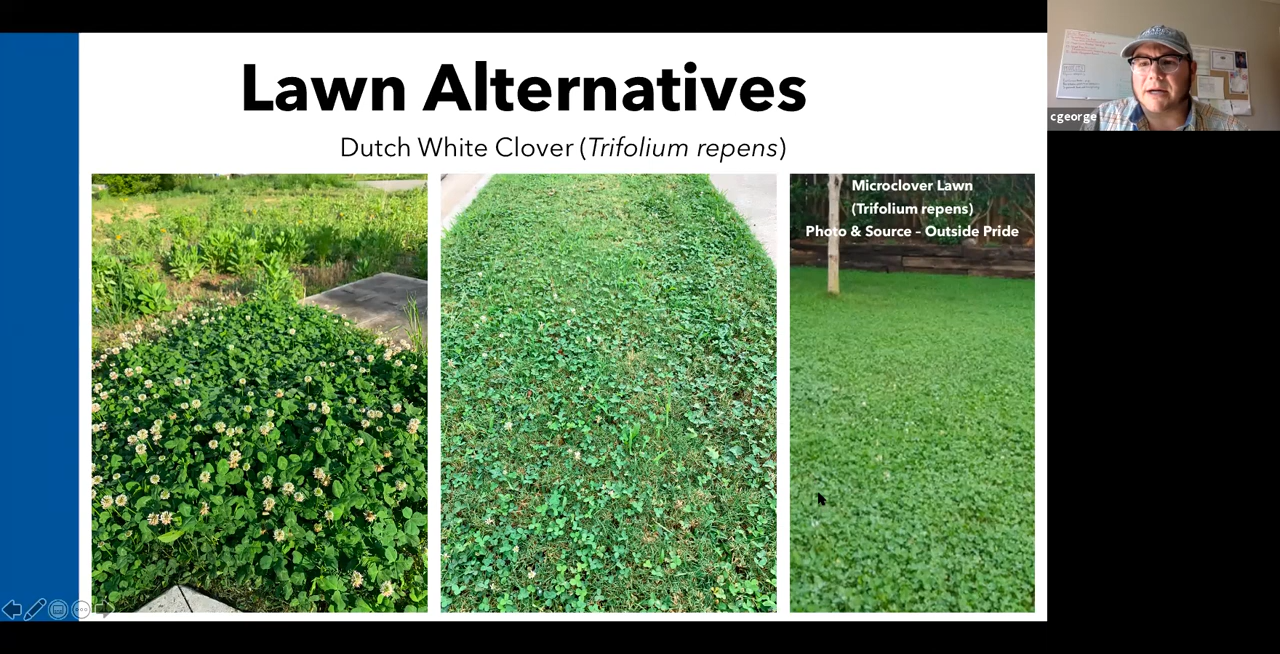 Lawn Alternatives
Dutch White Clover (Trifolium repens)
Microclover Lawn
(Trifolium repens)
Photo & Source – Outside Pride
cgeorge